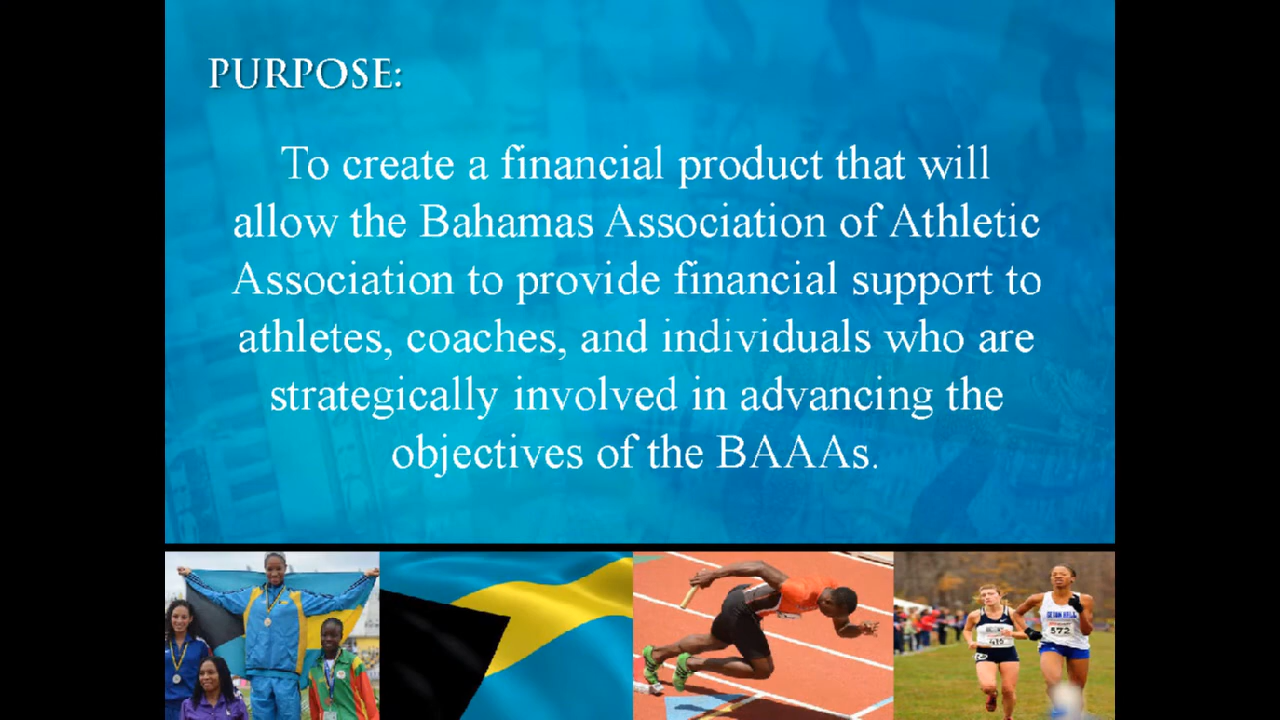 PURPOSE:
To create a financial product that will
allow the Bahamas Association of Athletic
Association to provide financial support to
athletes, coaches, and individuals who are
strategically involved in advancing the
objectives of the BAAAs.
572